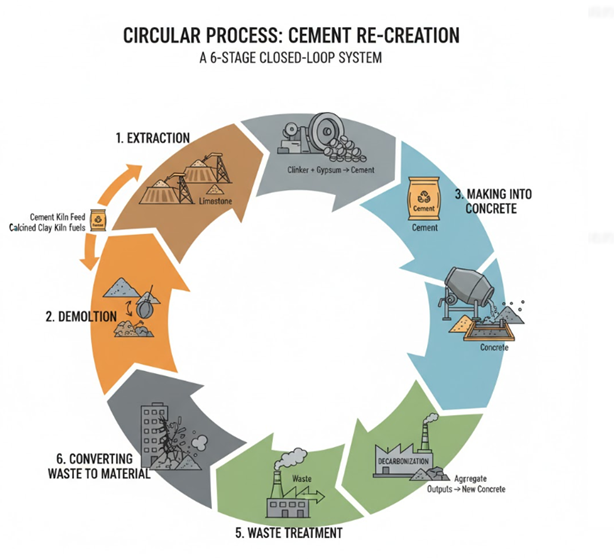 CIRCULAR PROCESS: CEMENT RE-CREATION
A 6-STAGE CLOSED-LOOP SYSTEM
1. EXTRACTION
Limestone
Clinker + Gypsum → Cement
Cement
Cement
3. MAKING INTO
CONCRETE
Concrete
DECARBONIZATION
Aggregate
Outputs → New Concrete
Waste
5. WASTE TREATMENT
6. CONVERTING
WASTE TO MATERIAL
2. DEMOLTION
Cement Kiln Feed
Calcined Clay Kiln fuels